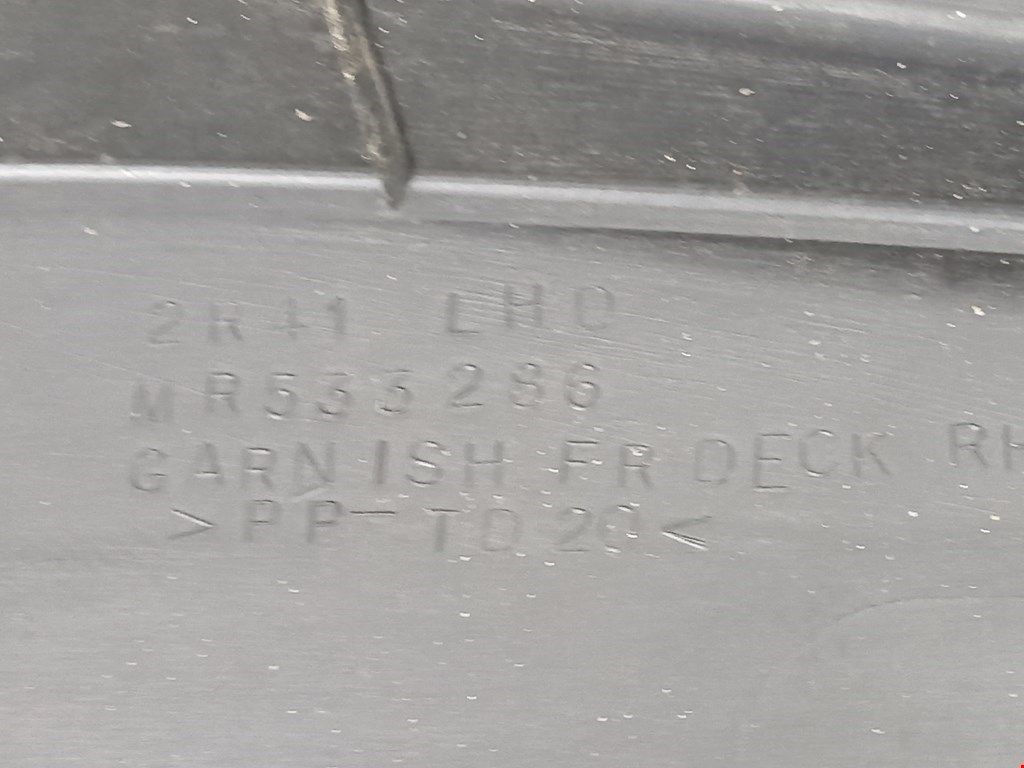 2R41 LHD
MR533286
GARNISH FR DECK RH
>PP-TD20<